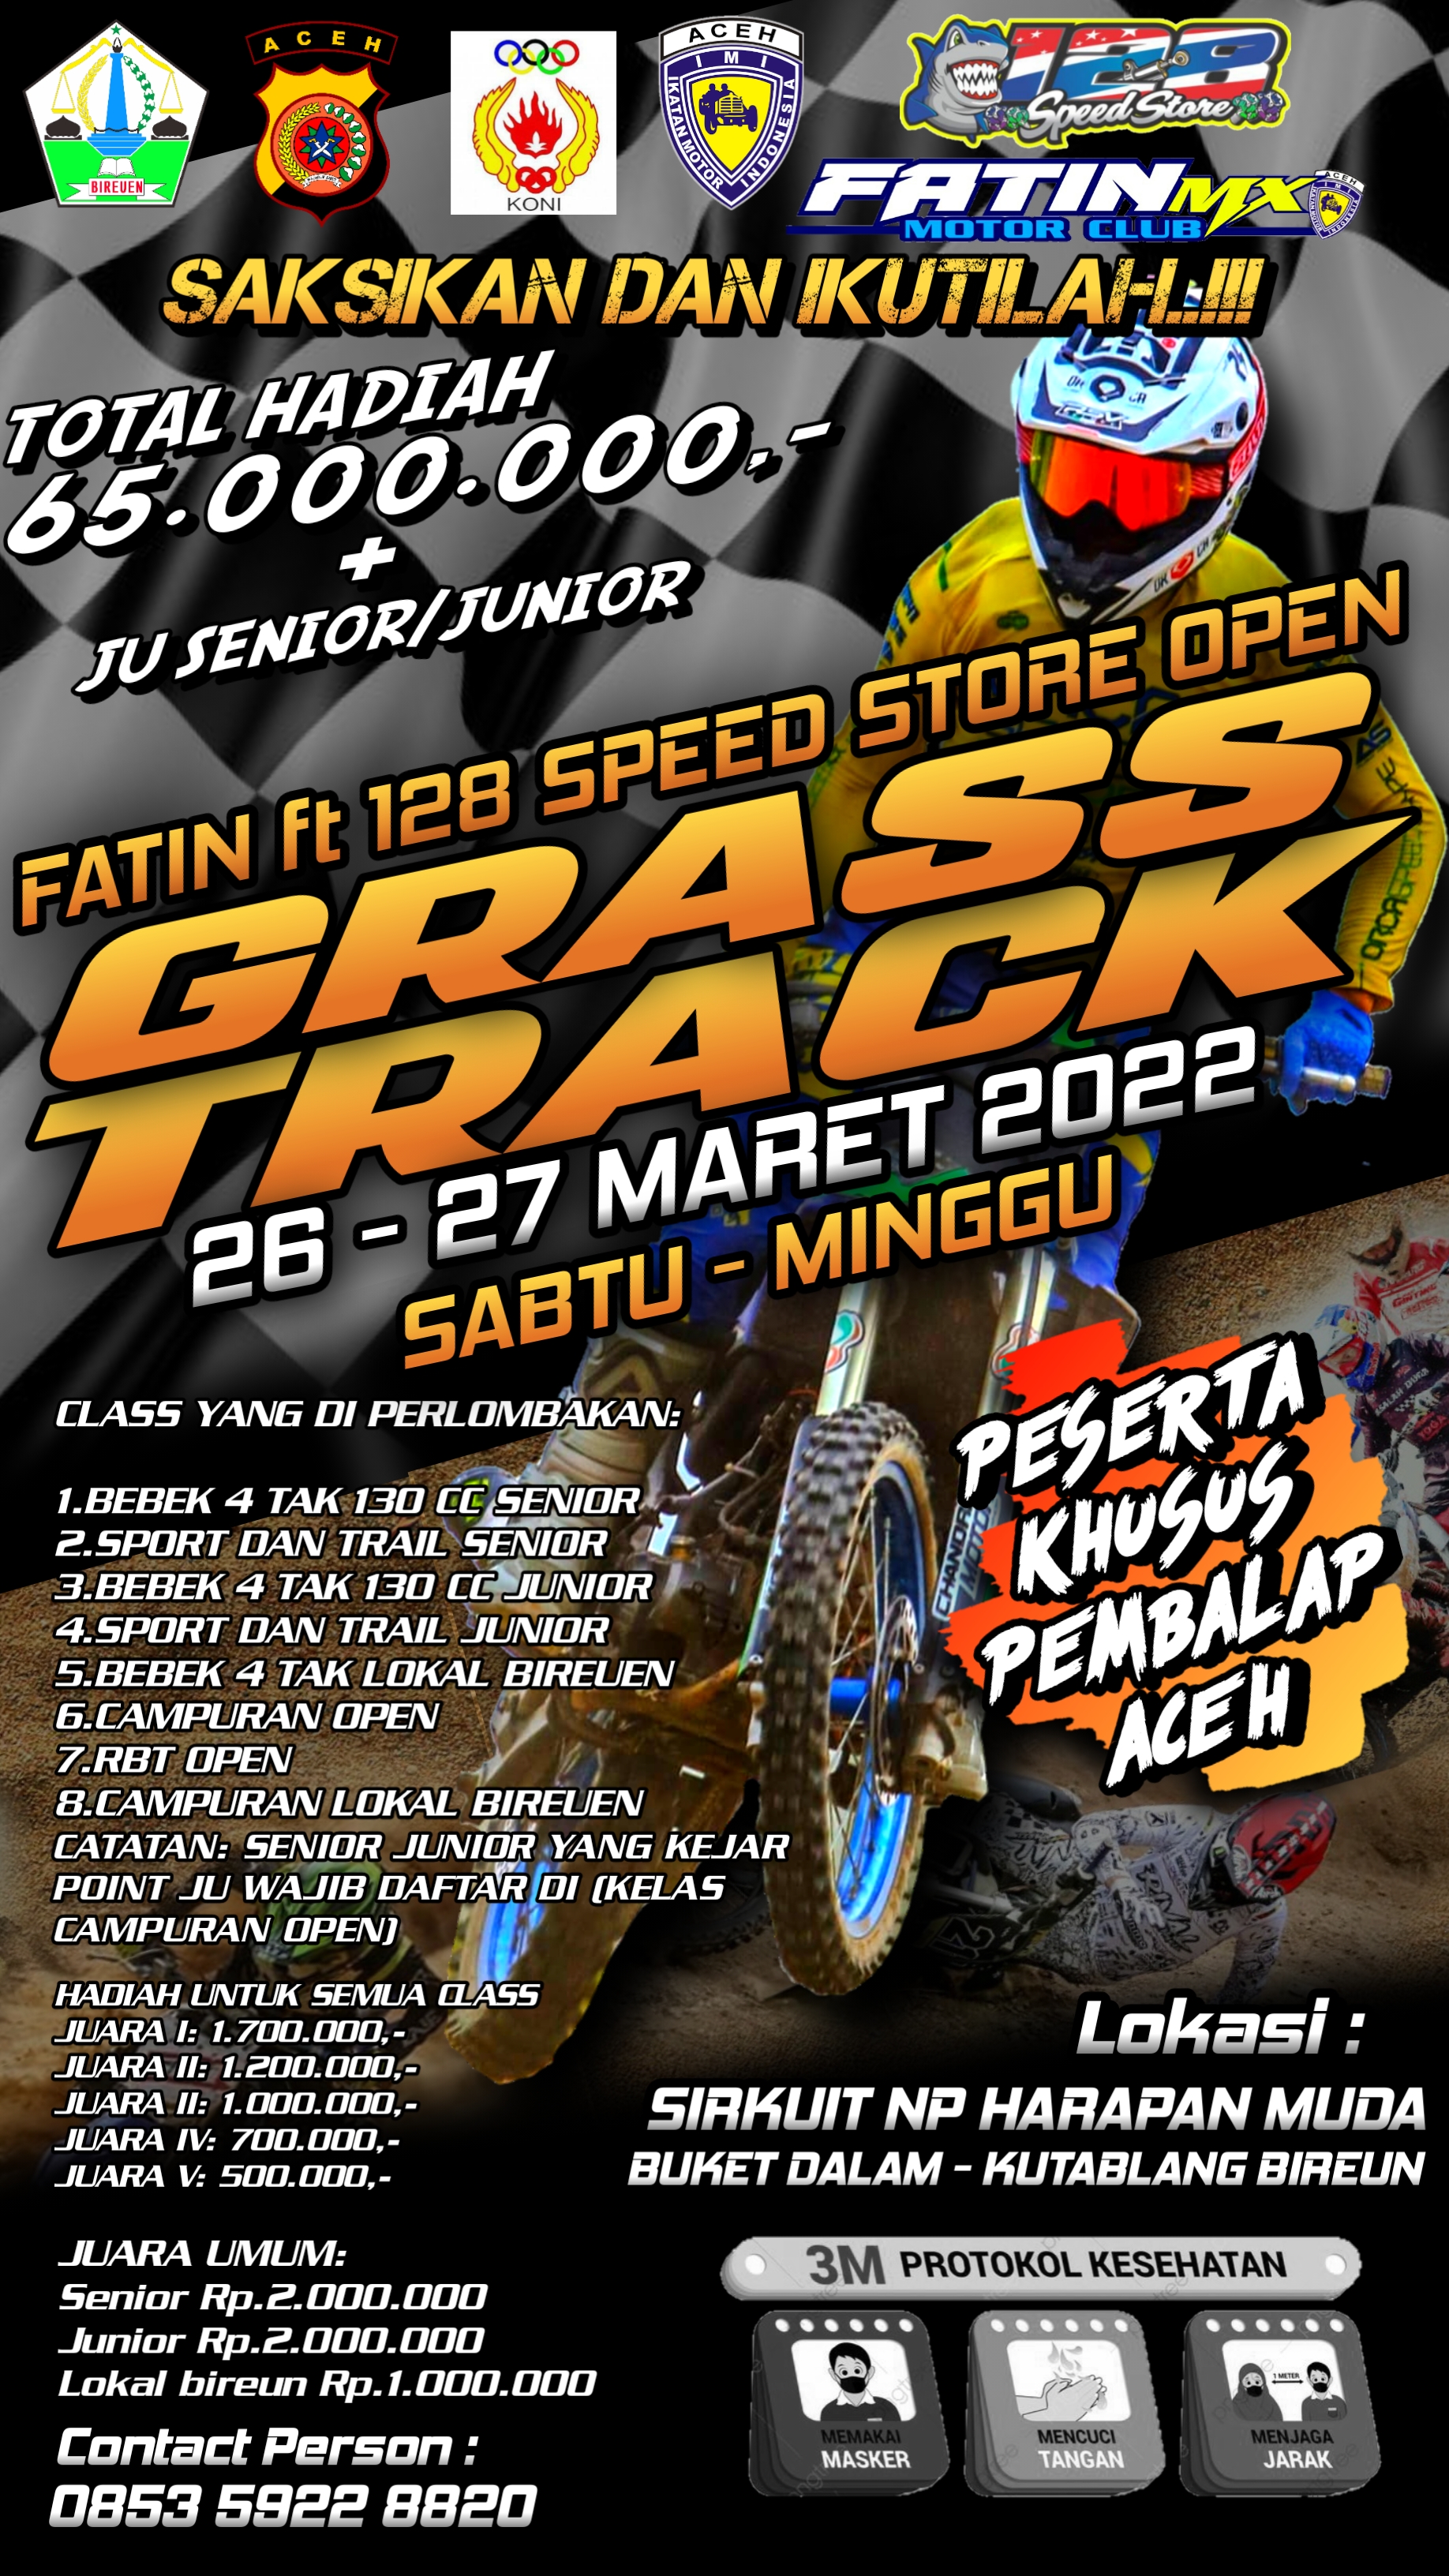 BIREUEN
ACEH
KONI
ACEH
IMI
IKATAN MOTOR INDONESIA
128
Speed Store
FATIN MX
MOTOR CLUB
SAKSIKAN DAN IKUTILAH...!!!!
TOTAL HADIAH
65.000.000,-
+
JU SENIOR/JUNIOR
FATIN ft 128 SPEED STORE OPEN
GRASS
TRACK
26 - 27 MARET 2022
SABTU - MINGGU
PESERTA
KHUSUS
PEMBALAP
ACEH
CLASS YANG DI PERLOMBAKAN:
1.BEBEK 4 TAK 130 CC SENIOR
2.SPORT DAN TRAIL SENIOR
3.BEBEK 4 TAK 130 CC JUNIOR
4.SPORT DAN TRAIL JUNIOR
5.BEBEK 4 TAK LOKAL BIREUEN
6.CAMPURAN OPEN
7.RBT OPEN
8.CAMPURAN LOKAL BIREUEN
CATATAN: SENIOR JUNIOR YANG KEJAR
POINT JU WAJIB DAFTAR DI (KELAS
CAMPURAN OPEN)
HADIAH UNTUK SEMUA CLASS
JUARA I: 1.700.000,-
JUARA II: 1.200.000,-
JUARA II: 1.000.000,-
JUARA IV: 700.000,-
JUARA V: 500.000,-
JUARA UMUM:
Senior Rp.2.000.000
Junior Rp.2.000.000
Lokal bireun Rp.1.000.000
Contact Person :
0853 5922 8820
Lokasi :
SIRKUIT NP HARAPAN MUDA
BUKET DALAM - KUTABLANG BIREUN
3M PROTOKOL KESEHATAN
MEMAKAI
MASKER
MENCUCI
TANGAN
1 METER
MENJAGA
JARAK